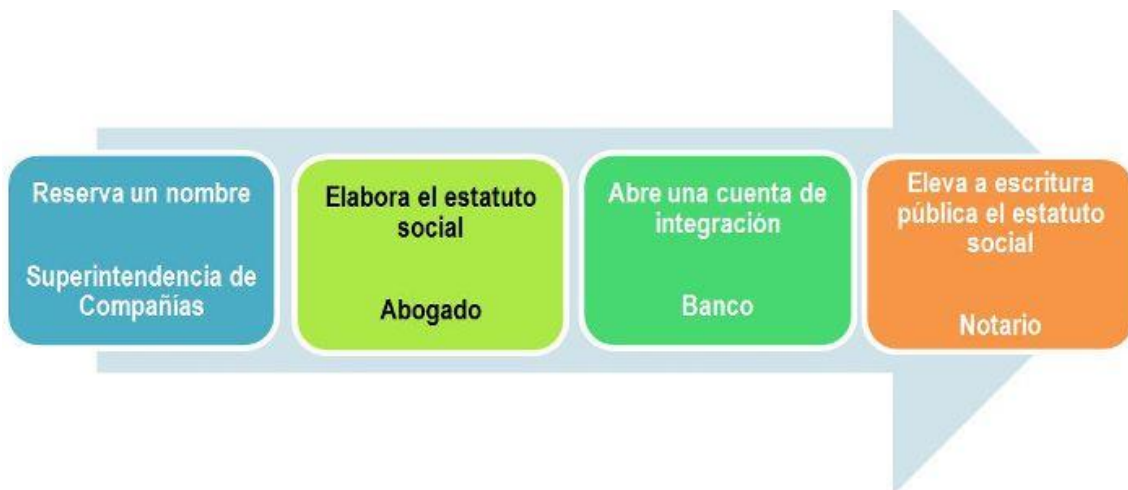 Reserva un nombre
Superintendencia de
Compañías
Elabora el estatuto
social
Abogado
Abre una cuenta de
integración
Banco
Eleva a escritura
pública el estatuto
social
Notario